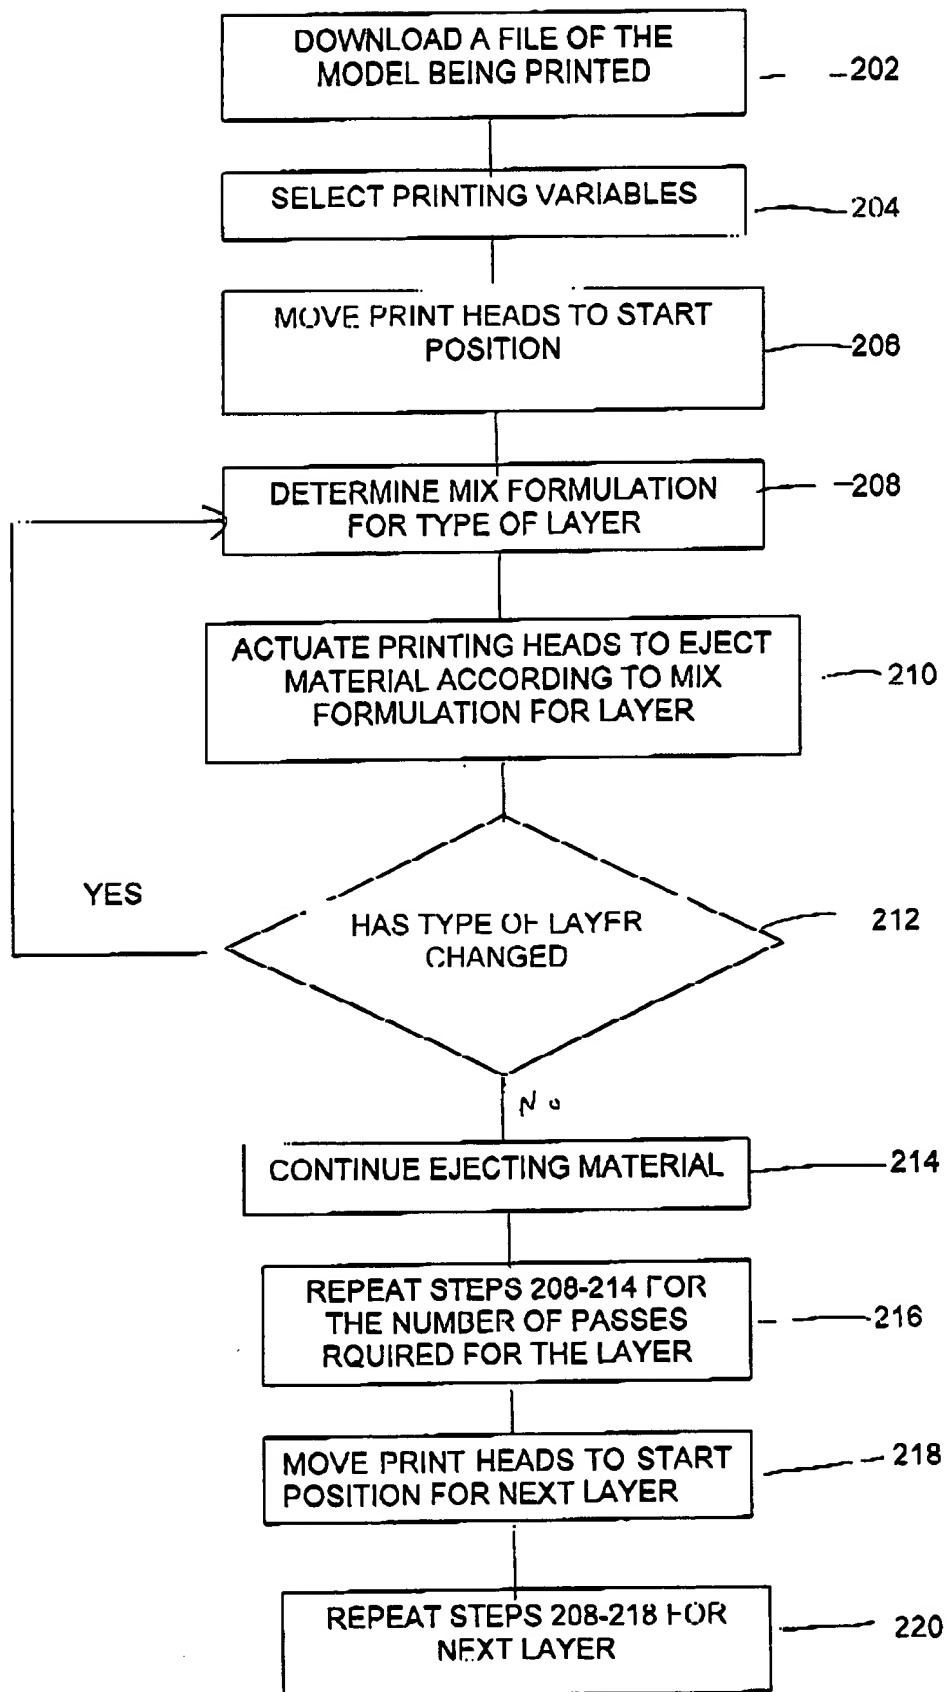 DOWNLOAD A FILE OF THE
MODEL BEING PRINTED
202
SELECT PRINTING VARIABLES
204
MOVE PRINT HEADS TO START
POSITION
206
DETERMINE MIX FORMULATION
FOR TYPE OF LAYER
208
ACTUATE PRINTING HEADS TO EJECT
MATERIAL ACCORDING TO MIX
FORMULATION FOR LAYER
210
YES
HAS TYPE OF LAYER
CHANGED
212
No
CONTINUE EJECTING MATERIAL
214
REPEAT STEPS 208-214 FOR
THE NUMBER OF PASSES
RQUIRED FOR THE LAYER
216
MOVE PRINT HEADS TO START
POSITION FOR NEXT LAYER
218
REPEAT STEPS 208-218 FOR
NEXT LAYER
220